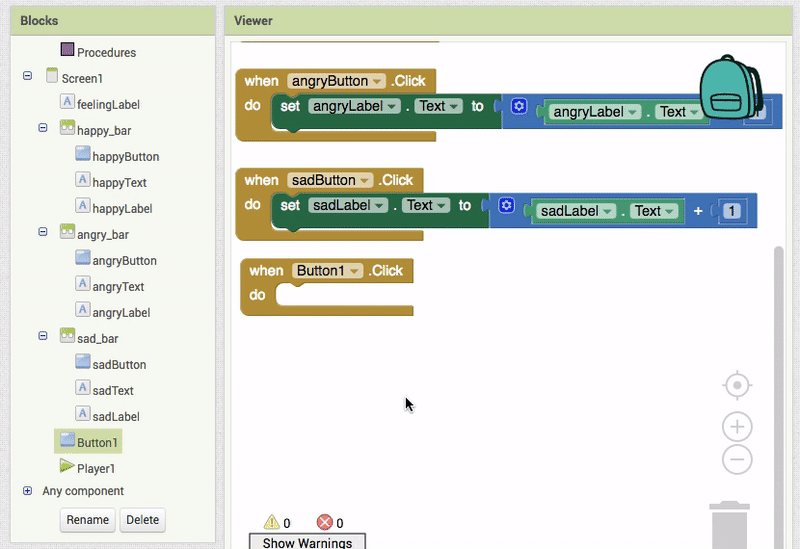 Blocks
Procedures
Screen1
feelingLabel
happy_bar
happyButton
happyText
happyLabel
angry_bar
angryButton
angryText
angryLabel
sad_bar
sadButton
sadText
sadLabel
Button1
Player1
Any component
Rename Delete
Viewer
when angryButton .Click
do set angryLabel . Text to angryLabel . Text
when sadButton .Click
do set sadLabel . Text to sadLabel . Text + 1
when Button1 .Click
do
0 0
Show Warnings